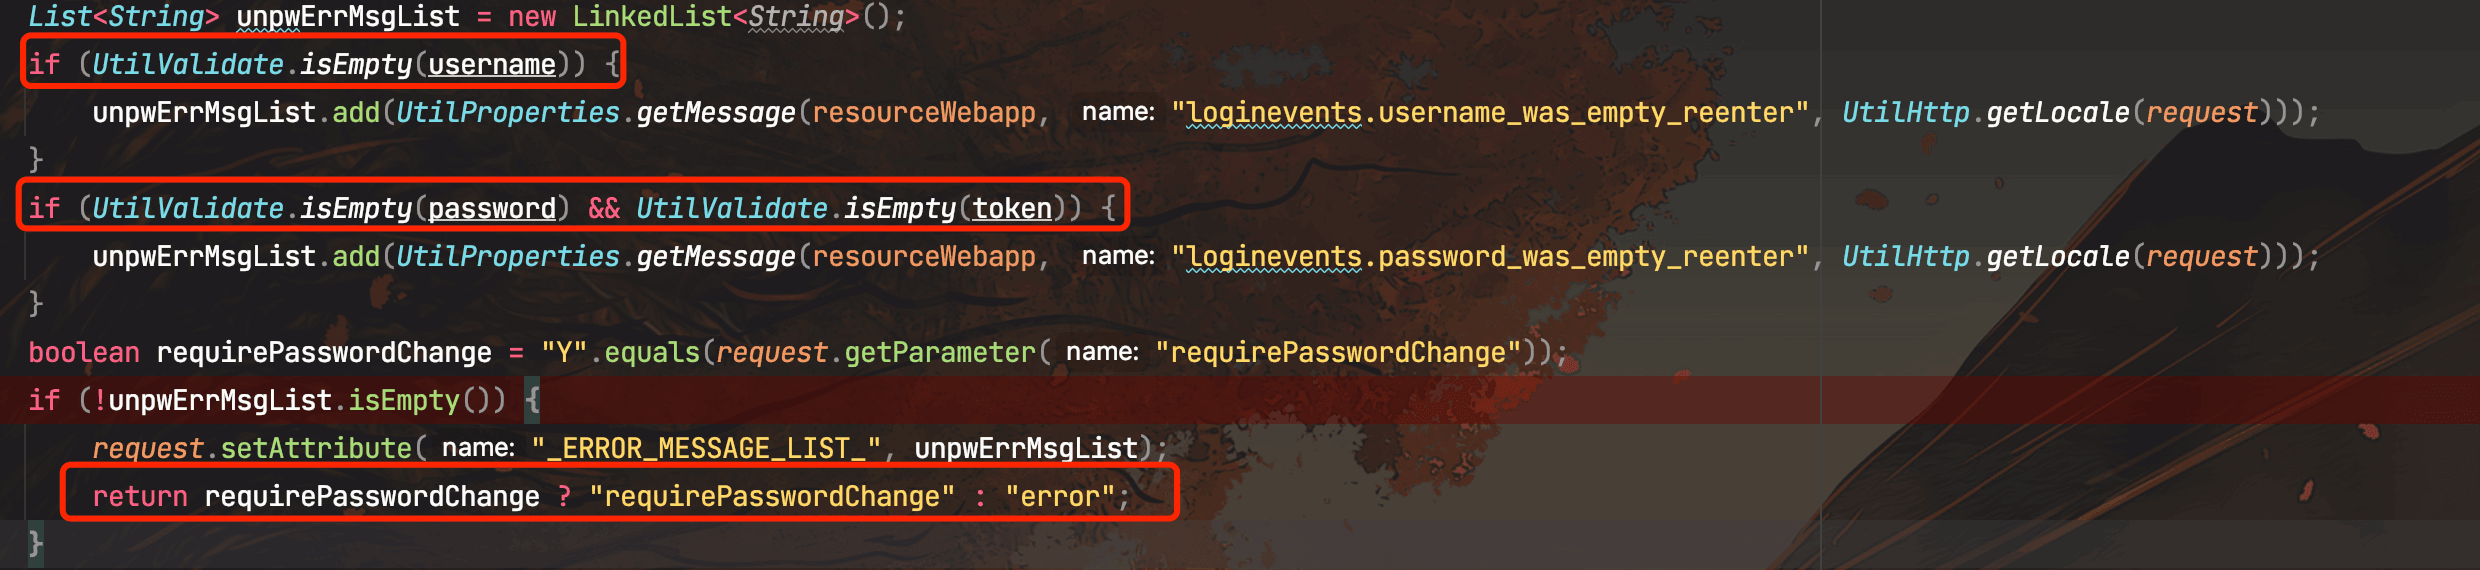 List<String> unpwErrMsgList = new LinkedList<String>();
if (UtilValidate.isEmpty(username)) {
unpwErrMsgList.add(UtilProperties.getMessage(resourceWebapp, name: "loginevents.username_was_empty_reenter", UtilHttp.getLocale(request)));
}
if (UtilValidate.isEmpty(password) && UtilValidate.isEmpty(token)) {
unpwErrMsgList.add(UtilProperties.getMessage(resourceWebapp, name: "loginevents.password_was_empty_reenter", UtilHttp.getLocale(request)));
}
boolean requirePasswordChange = "Y".equals(request.getParameter( name: "requirePasswordChange"));
if (!unpwErrMsgList.isEmpty()) {
request.setAttribute( name: "_ERROR_MESSAGE_LIST_", unpwErrMsgList);
return requirePasswordChange ? "requirePasswordChange" : "error";
}